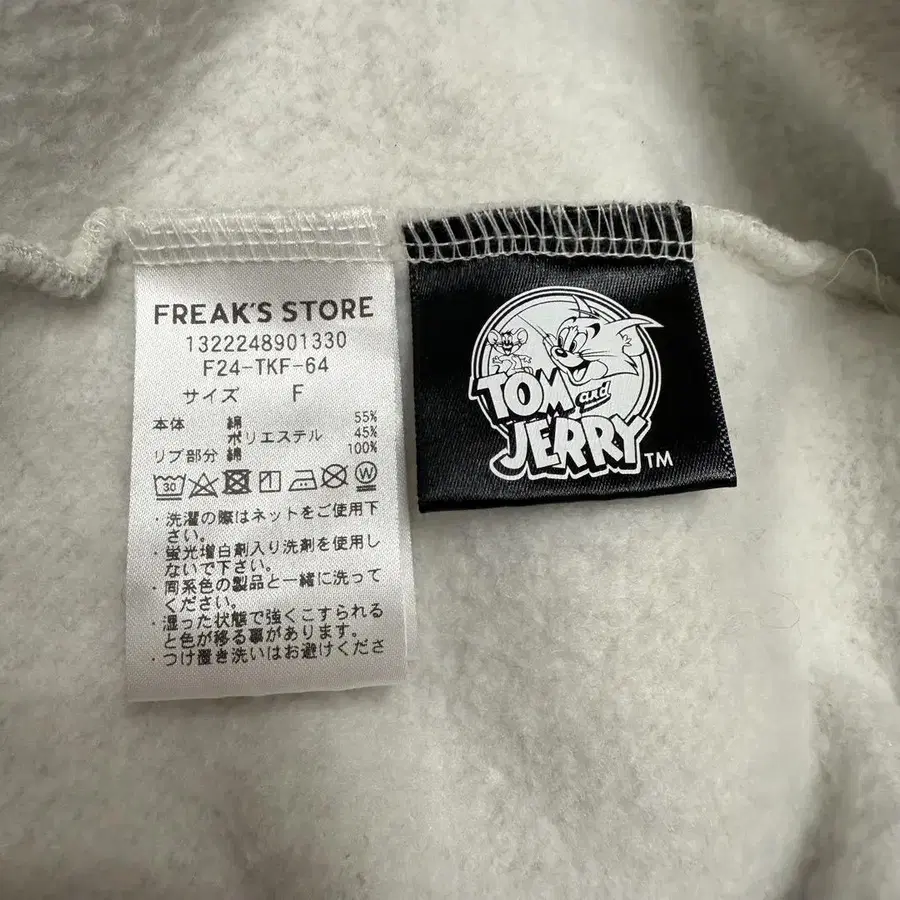 FREAK'S STORE
1322248901330
F24-TKF-64
サイズ F
本体 綿 55%
ポリエステル 45%
リブ部分 綿 100%
30 W
・洗濯の際はネットをご使用下
さい。
・蛍光増白剤入り洗剤を使用し
ないで下さい。
・同系色の製品と一緒に洗って
ください。
・湿った状態で強くこすられる
と色が移る事があります。
・つけ置き洗いはお避けくださ
TOM and
JERRY TM